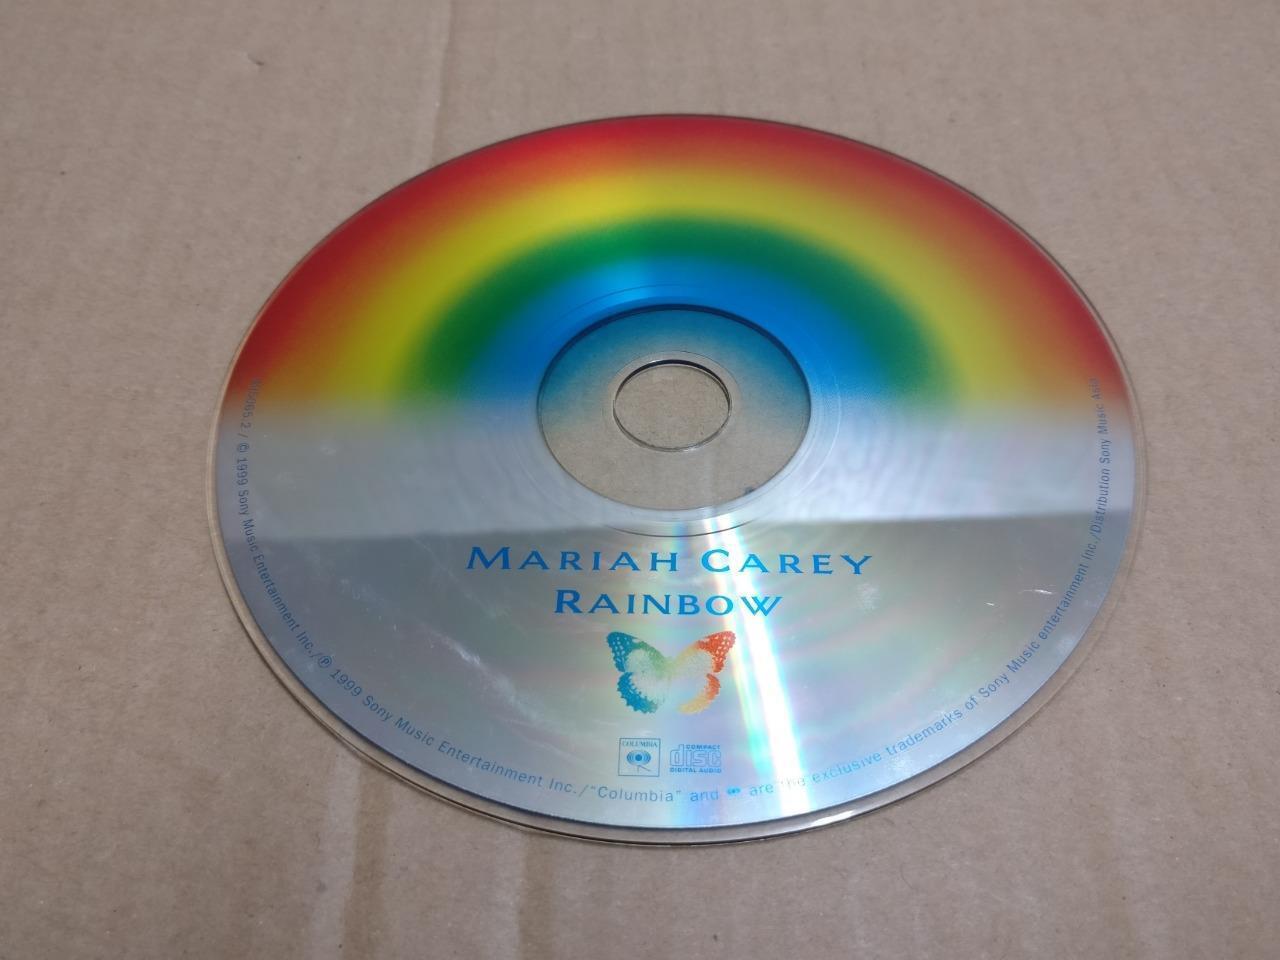 MARIAH CAREY
RAINBOW
COLUMBIA
COMPACT
disc
DIGITAL AUDIO
/ © 1999 Sony Music Entertainment Inc./℗ 1999 Sony Music Entertainment Inc./"Columbia" and are the exclusive trademarks of Sony Music entertainment Inc./Distribution Sony Music Asia